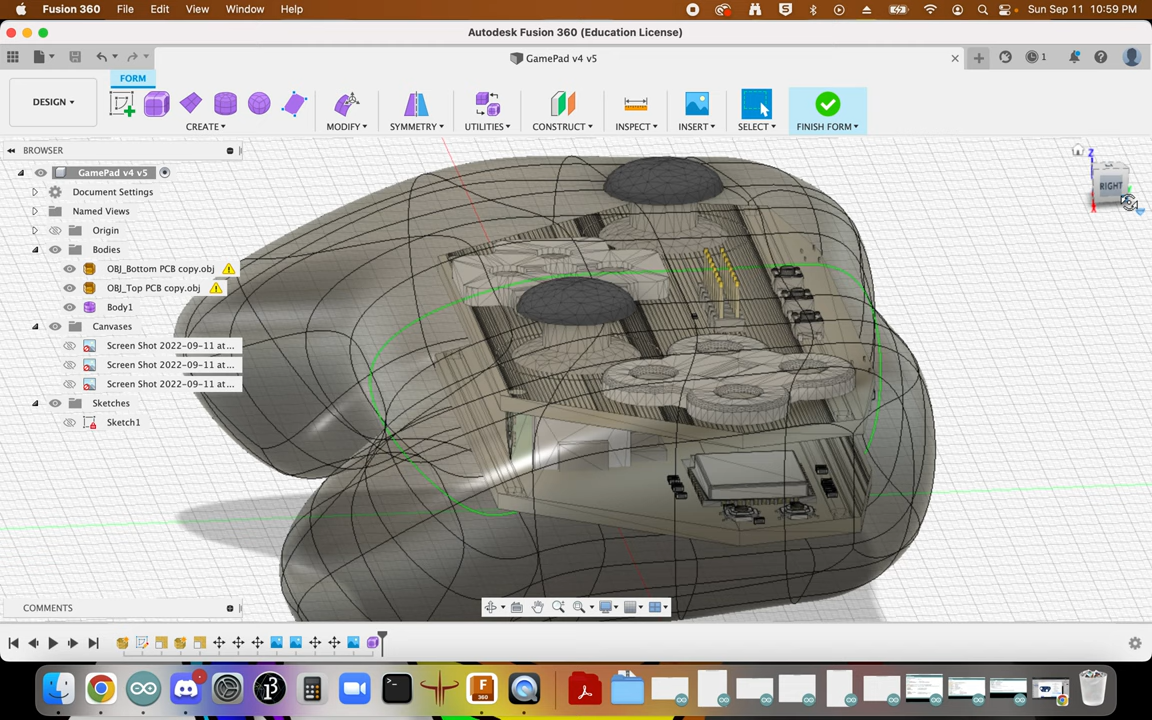 Fusion 360 File Edit View Window Help Sun Sep 11 10:59 PM
Autodesk Fusion 360 (Education License)
GamePad v4 v5 1
FORM
DESIGN
CREATE MODIFY SYMMETRY UTILITIES CONSTRUCT INSPECT INSERT SELECT FINISH FORM
BROWSER
GamePad v4 v5
Document Settings
Named Views
Origin
Bodies
OBJ_Bottom PCB copy.obj
OBJ_Top PCB copy.obj
Body1
Canvases
Screen Shot 2022-09-11 at...
Screen Shot 2022-09-11 at...
Screen Shot 2022-09-11 at...
Sketches
Sketch1
Z
RIGHT
COMMENTS